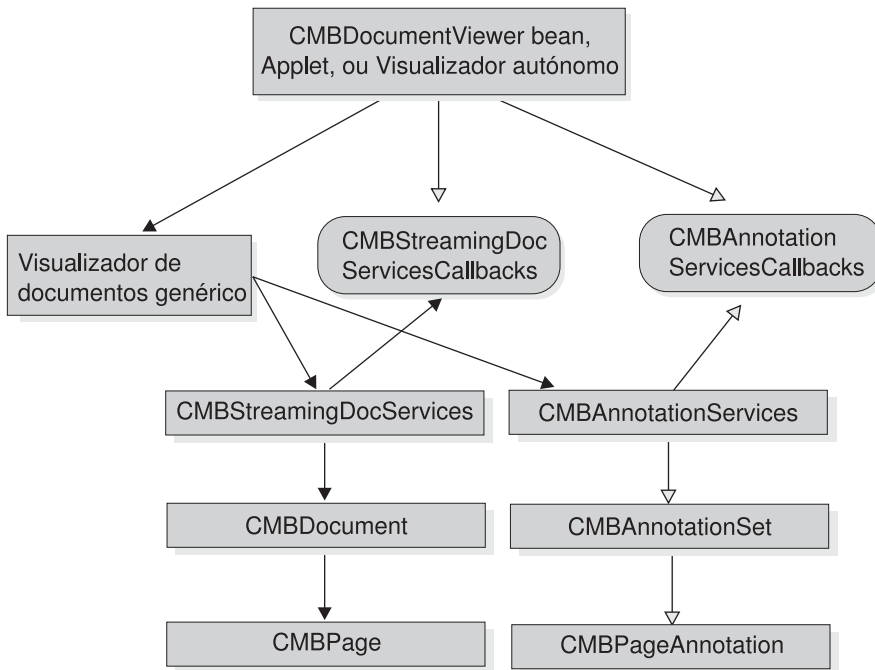 CMBDocumentViewer bean,
Applet, ou Visualizador autónomo
CMBStreamingDoc
ServicesCallbacks
CMBAnnotation
ServicesCallbacks
Visualizador de
documentos genérico
CMBStreamingDocServices
CMBAnnotationServices
CMBDocument
CMBAnnotationSet
CMBPage
CMBPageAnnotation